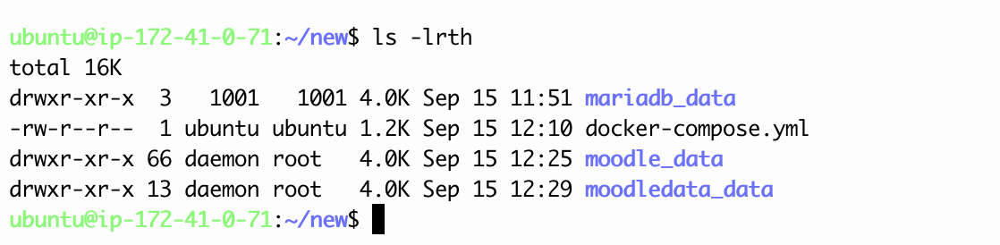 ubuntu@ip-172-41-0-71:~/new$ ls -lrth
total 16K
drwxr-xr-x  3   1001   1001 4.0K Sep 15 11:51 mariadb_data
-rw-r--r--  1 ubuntu ubuntu 1.2K Sep 15 12:10 docker-compose.yml
drwxr-xr-x 66 daemon root   4.0K Sep 15 12:25 moodle_data
drwxr-xr-x 13 daemon root   4.0K Sep 15 12:29 moodledata_data
ubuntu@ip-172-41-0-71:~/new$